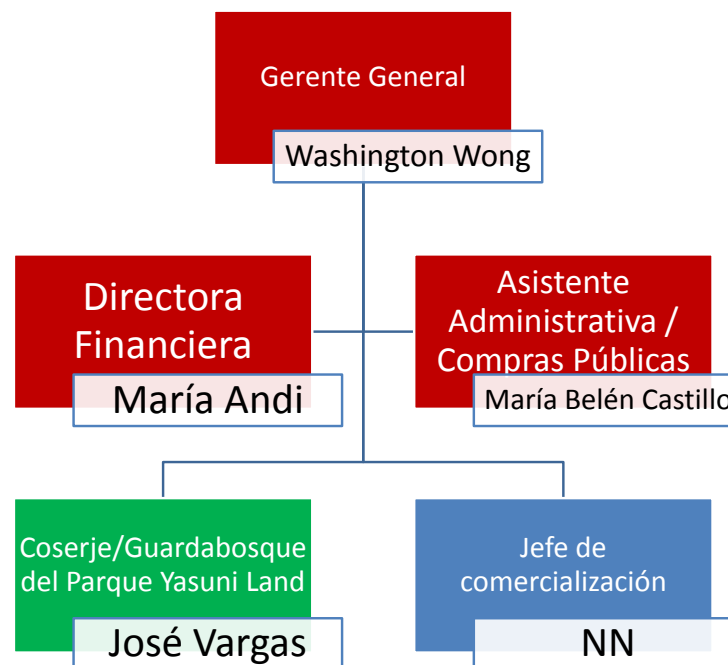 Gerente General
Washington Wong
Directora
Financiera
María Andi
Asistente
Administrativa /
Compras Públicas
María Belén Castillo
Coserje/Guardabosque
del Parque Yasuni Land
José Vargas
Jefe de
comercialización
NN